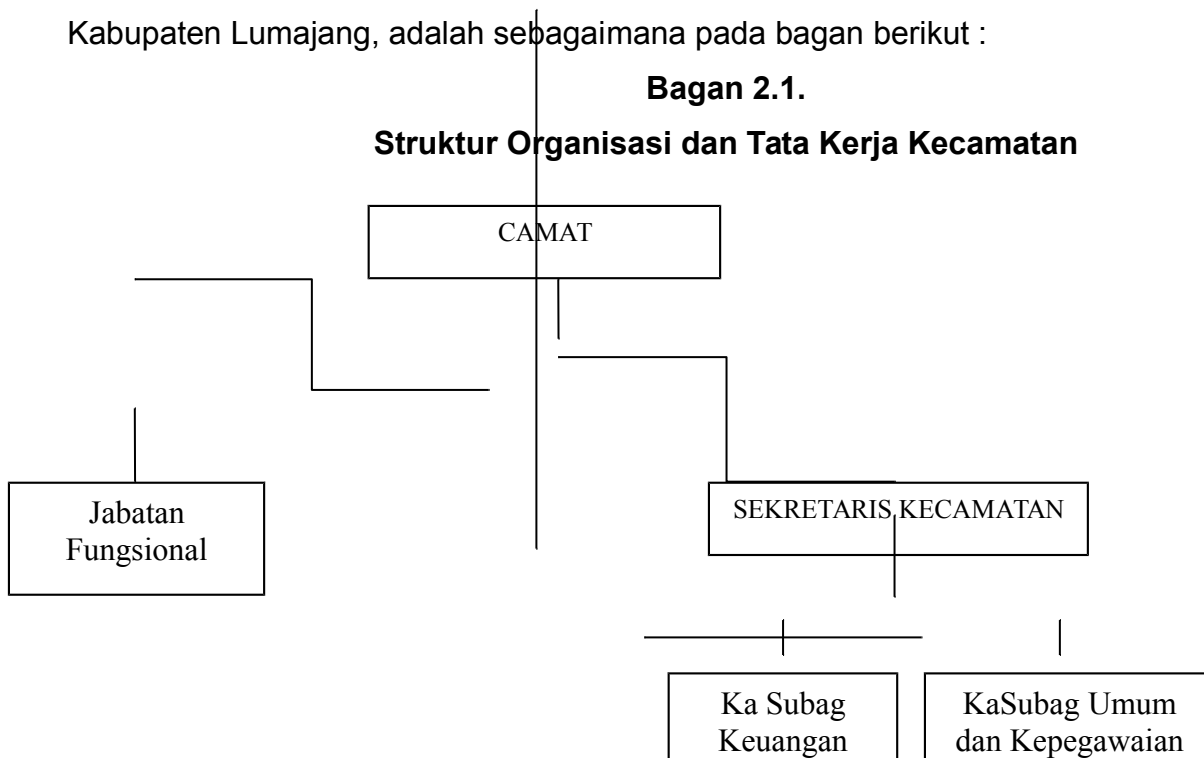 Kabupaten Lumajang, adalah sebagaimana pada bagan berikut :
Bagan 2.1.
Struktur Organisasi dan Tata Kerja Kecamatan
CAMAT
Jabatan
Fungsional
SEKRETARIS KECAMATAN
Ka Subag
Keuangan
KaSubag Umum
dan Kepegawaian